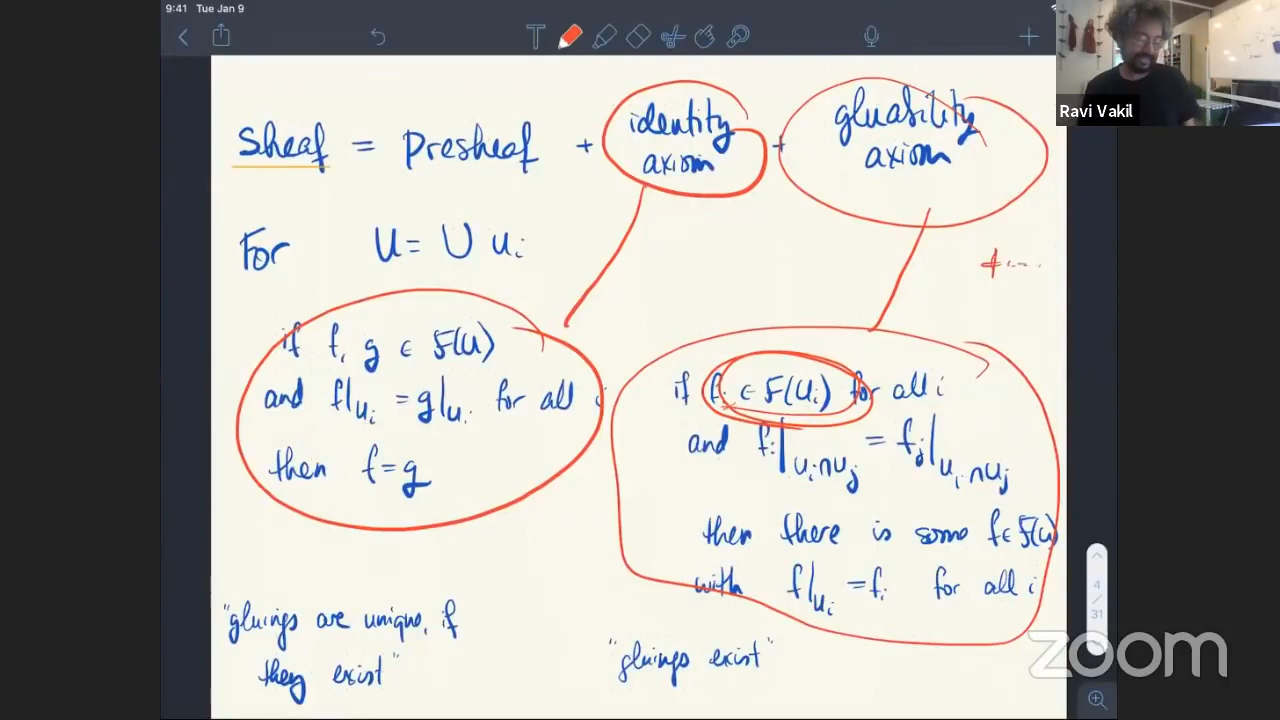 9:41 Tue Jan 9
Ravi Vakil
Sheaf = Presheaf + identity axiom + gluability axiom
For U = ∪ Ui
+ ...
if f, g ∈ F(U)
and f|Ui = g|Ui for all i
then f = g
if fi ∈ F(Ui) for all i
and fi|Ui∩Uj = fj|Ui∩Uj
then there is some f ∈ F(U)
with f|Ui = fi for all i
"gluings are unique, if
they exist"
"gluings exist"
4
/
31
zoom